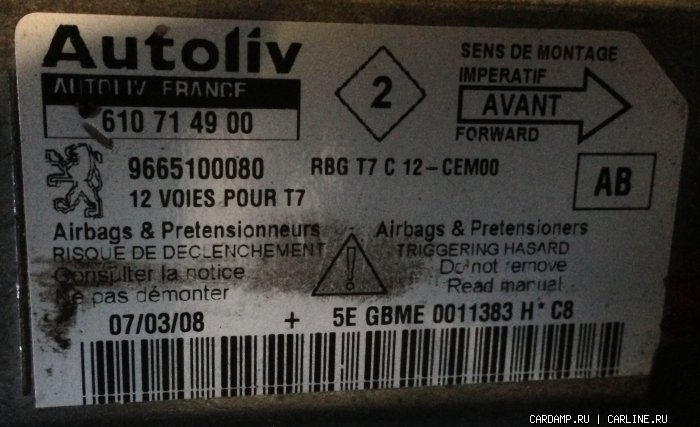 Autoliv
AUTOLIV FRANCE
610 71 49 00
2
SENS DE MONTAGE
IMPERATIF
AVANT
FORWARD
9665100080 RBG T7 C 12-CEM00
12 VOIES POUR T7
AB
Airbags & Pretensionneurs
RISQUE DE DECLENCHEMENT
Consulter la notice
Ne pas démonter
Airbags & Pretensioners
TRIGGERING HASARD
Do not remove
Read manual
07/03/08 + 5E GBME 0011383 H* C8
CARDAMP.RU | CARLINE.RU